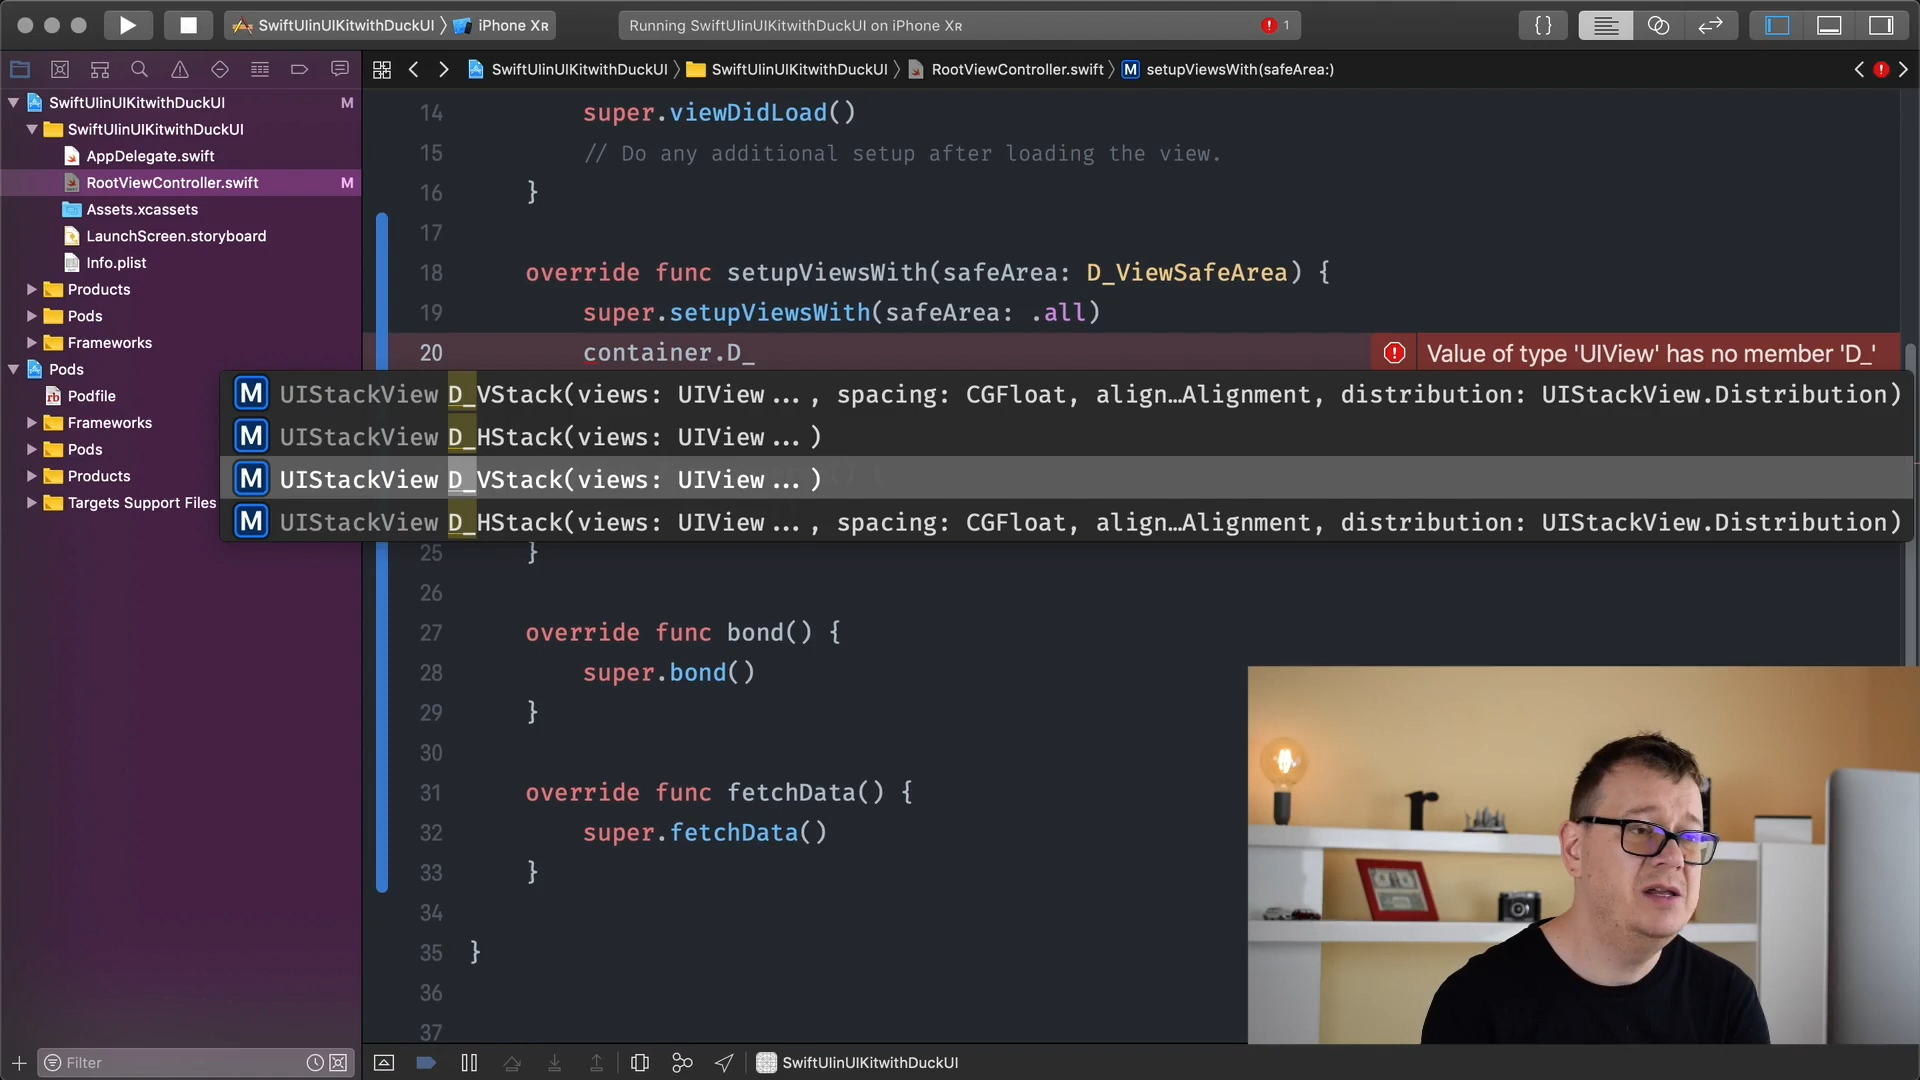 SwiftUIinUIKitwithDuckUI iPhone XR
Running SwiftUIinUIKitwithDuckUI on iPhone XR
1
SwiftUIinUIKitwithDuckUI SwiftUIinUIKitwithDuckUI RootViewController.swift M setupViewsWith(safeArea:)
SwiftUIinUIKitwithDuckUI M
SwiftUIinUIKitwithDuckUI
AppDelegate.swift
RootViewController.swift M
Assets.xcassets
LaunchScreen.storyboard
Info.plist
Products
Pods
Frameworks
Pods
Podfile
Frameworks
Pods
Products
Targets Support Files
14 super.viewDidLoad()
15 // Do any additional setup after loading the view.
16 }
17
18 override func setupViewsWith(safeArea: D_ViewSafeArea) {
19 super.setupViewsWith(safeArea: .all)
20 container.D_ Value of type 'UIView' has no member 'D_'
M UIStackView D_VStack(views: UIView..., spacing: CGFloat, align…Alignment, distribution: UIStackView.Distribution)
M UIStackView D_HStack(views: UIView...)
M UIStackView D_VStack(views: UIView...)
M UIStackView D_HStack(views: UIView..., spacing: CGFloat, align…Alignment, distribution: UIStackView.Distribution)
25 }
26
27 override func bond() {
28 super.bond()
29 }
30
31 override func fetchData() {
32 super.fetchData()
33 }
34
35 }
36
37
Filter
SwiftUIinUIKitwithDuckUI